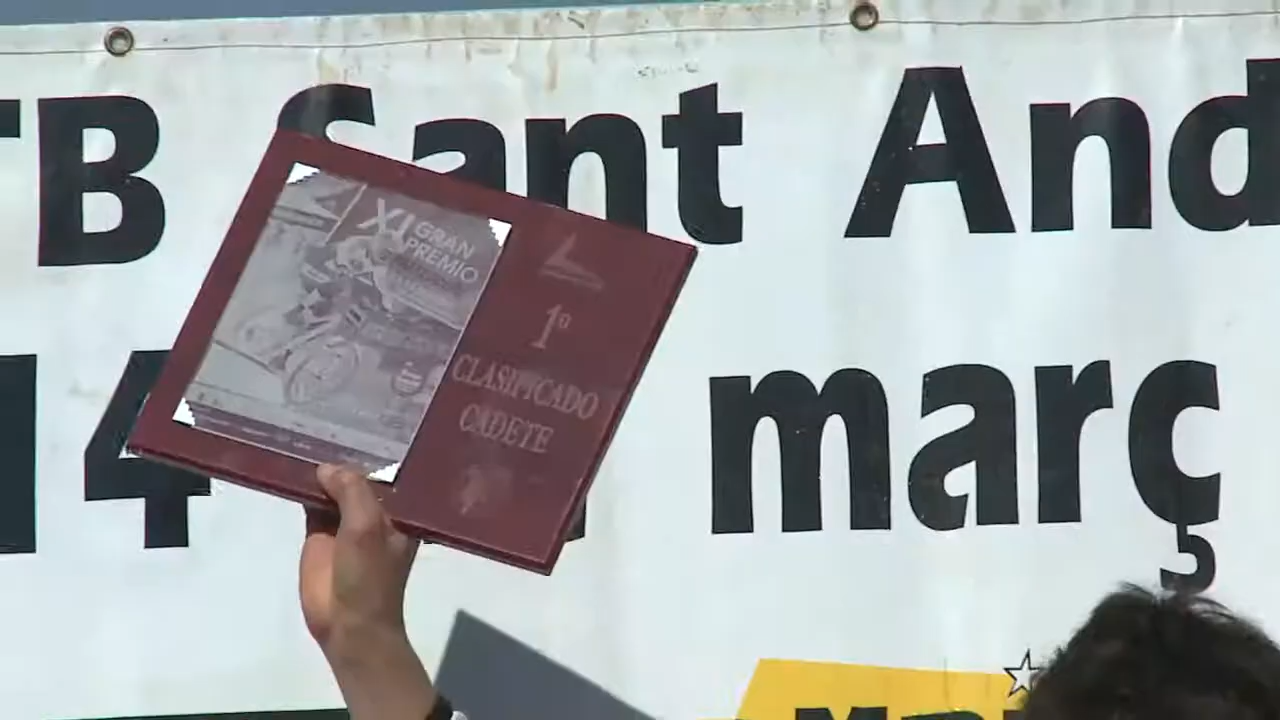 TB Sant And
14 març
XI GRAN
PREMIO
1º
CLASIFICADO
CADETE